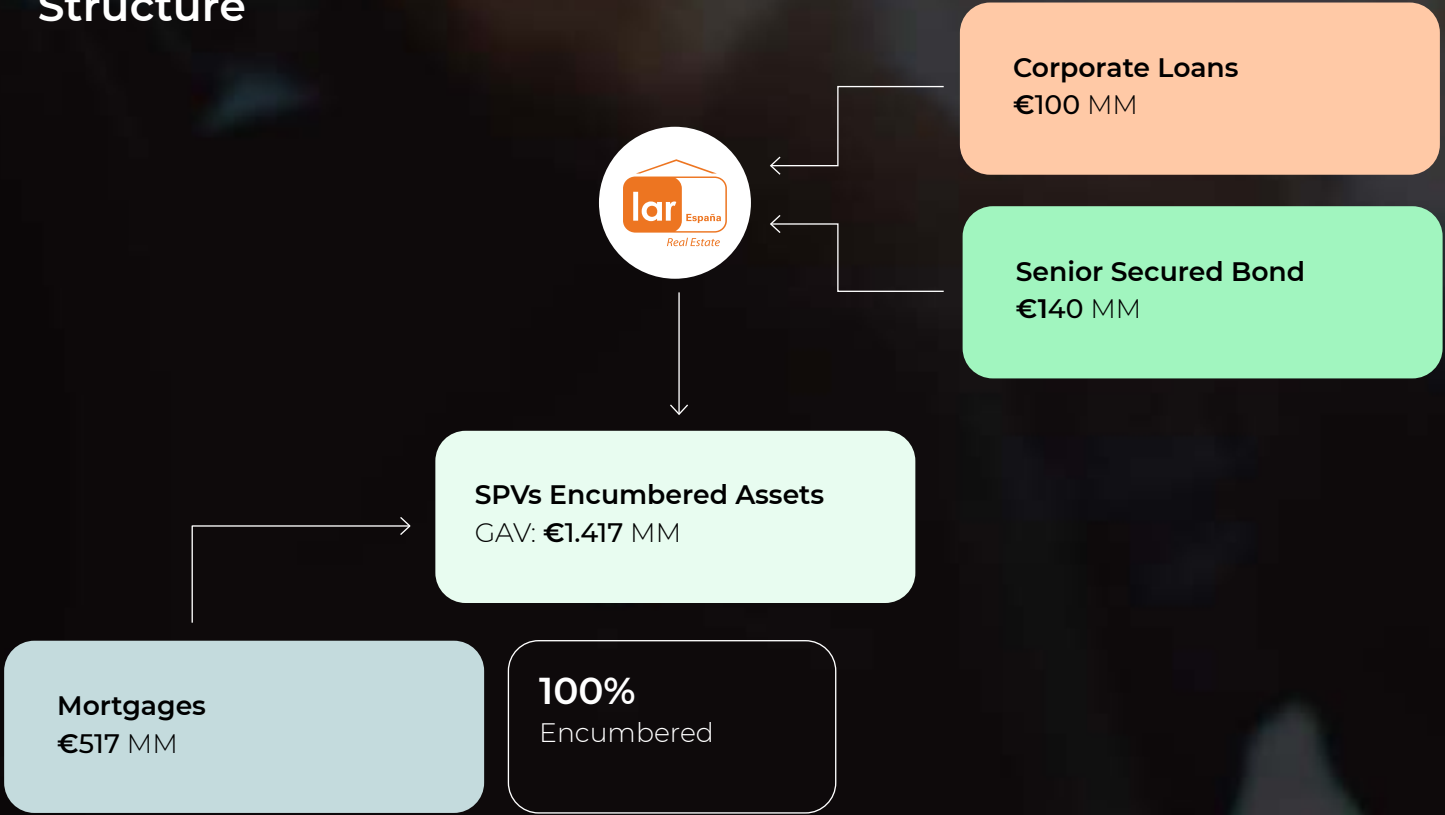 Structure
Corporate Loans
€100 MM
lar
España
Real Estate
Senior Secured Bond
€140 MM
SPVs Encumbered Assets
GAV: €1.417 MM
Mortgages
€517 MM
100%
Encumbered